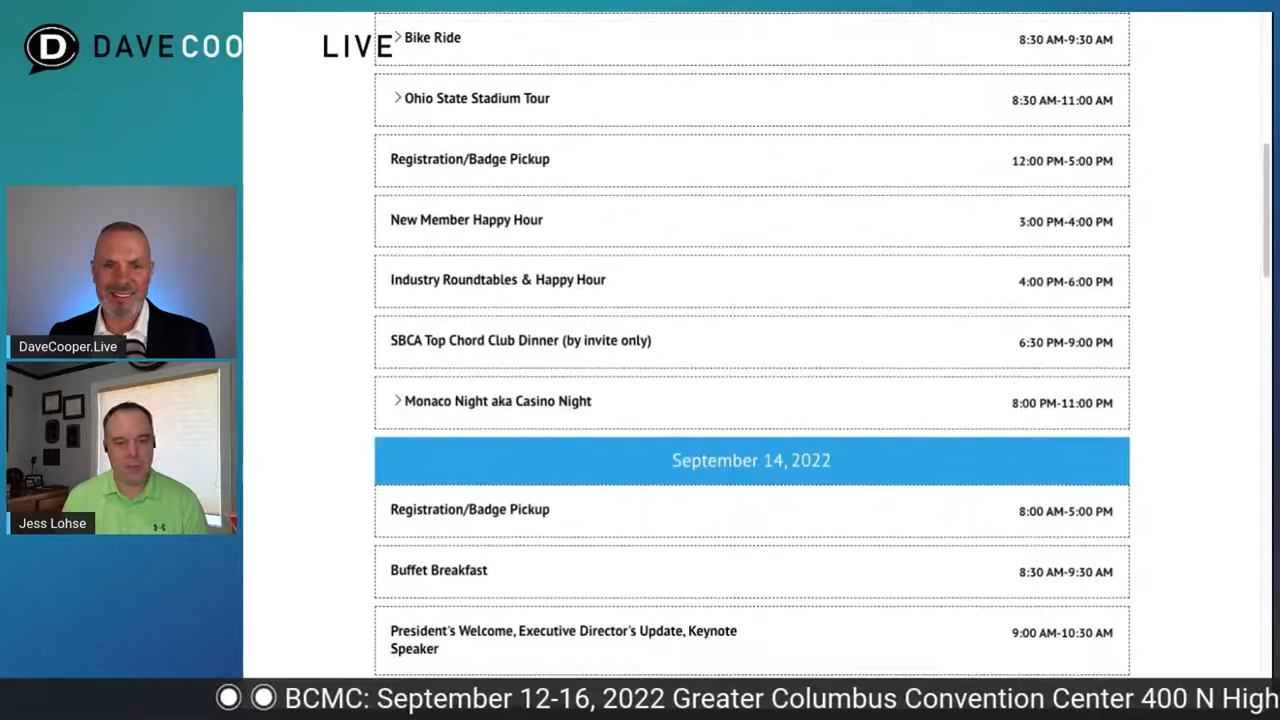 D DAVECOO LIVE
Bike Ride 8:30 AM-9:30 AM
Ohio State Stadium Tour 8:30 AM-11:00 AM
Registration/Badge Pickup 12:00 PM-5:00 PM
New Member Happy Hour 3:00 PM-4:00 PM
Industry Roundtables & Happy Hour 4:00 PM-6:00 PM
SBCA Top Chord Club Dinner (by invite only) 6:30 PM-9:00 PM
Monaco Night aka Casino Night 8:00 PM-11:00 PM
September 14, 2022
Registration/Badge Pickup 8:00 AM-5:00 PM
Buffet Breakfast 8:30 AM-9:30 AM
President's Welcome, Executive Director's Update, Keynote 9:00 AM-10:30 AM
Speaker
DaveCooper.Live
Jess Lohse
BCMC: September 12-16, 2022 Greater Columbus Convention Center 400 N High